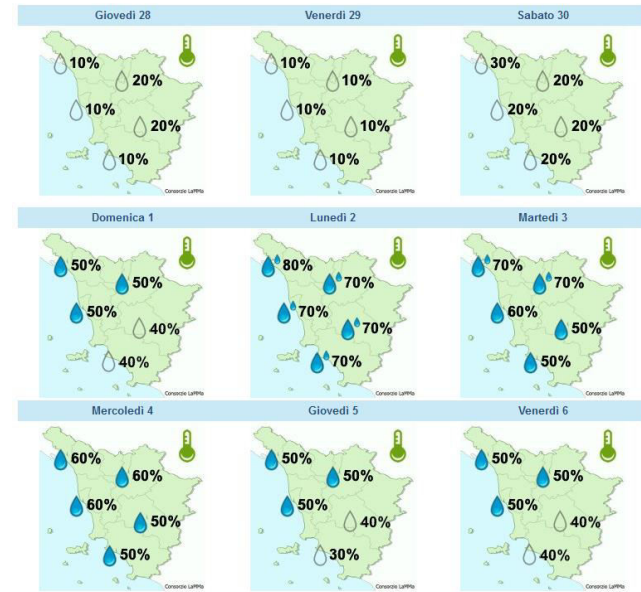 Giovedì 28
10%
20%
10%
20%
10%
Consorzio LaMMa
Venerdì 29
10%
10%
10%
10%
10%
Consorzio LaMMa
Sabato 30
30%
20%
20%
20%
20%
Consorzio LaMMa
Domenica 1
50%
50%
50%
40%
40%
Consorzio LaMMa
Lunedì 2
80%
70%
70%
70%
70%
Consorzio LaMMa
Martedì 3
70%
70%
60%
50%
50%
Consorzio LaMMa
Mercoledì 4
60%
60%
60%
50%
50%
Consorzio LaMMa
Giovedì 5
50%
50%
50%
40%
30%
Consorzio LaMMa
Venerdì 6
50%
50%
50%
40%
40%
Consorzio LaMMa